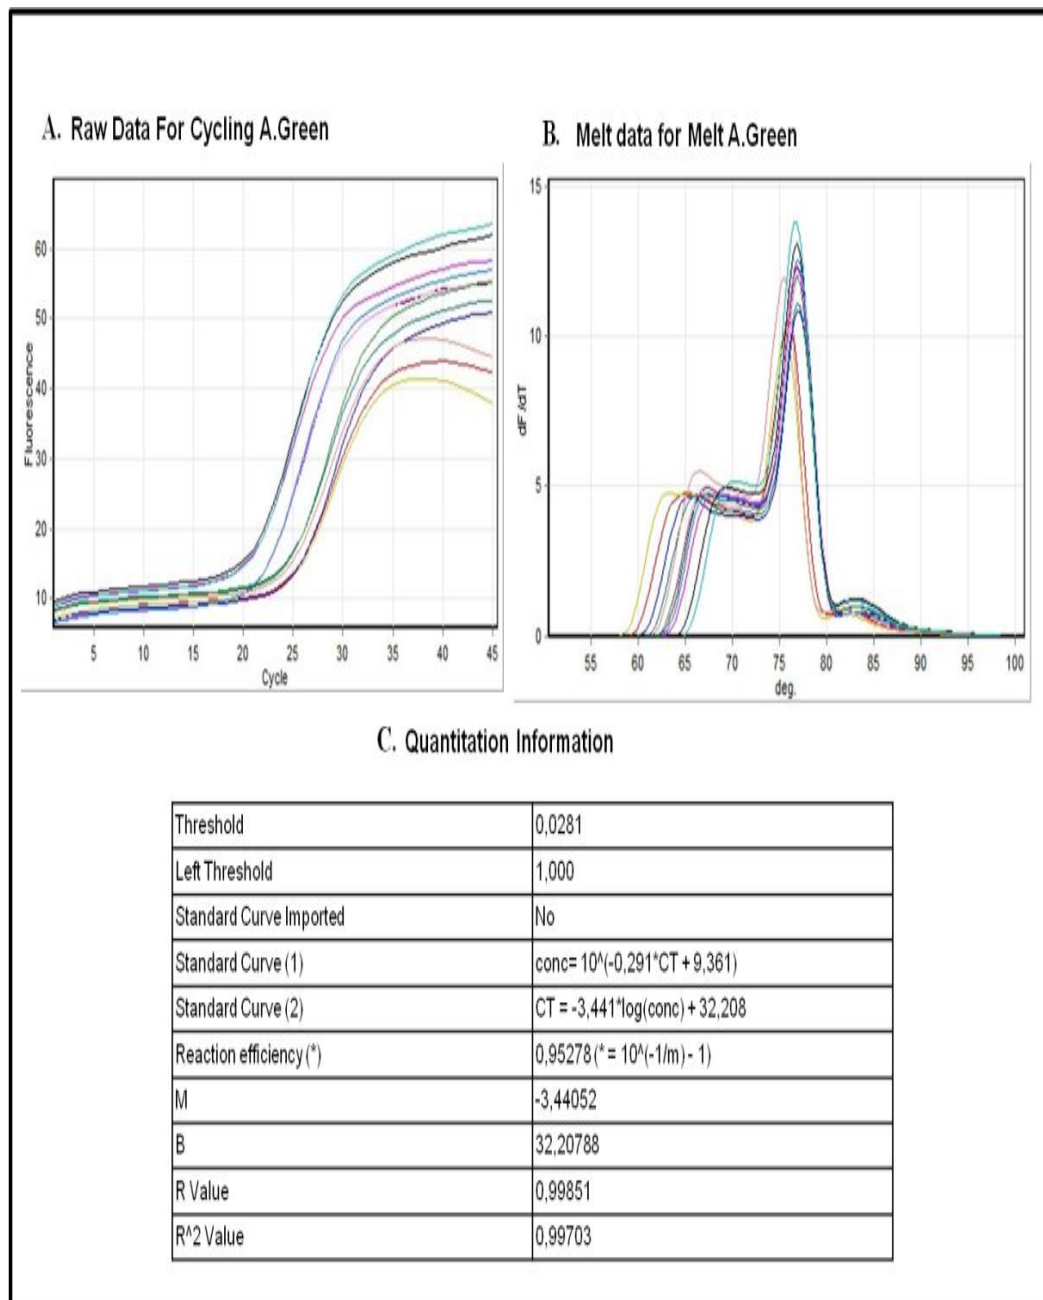 A. Raw Data For Cycling A.Green
B. Melt data for Melt A.Green
Fluorescence
60
50
40
30
20
10
5 10 15 20 25 30 35 40 45
Cycle
dF/dT
15
10
5
0
55 60 65 70 75 80 85 90 95 100
deg.
C. Quantitation Information
Threshold 0,0281
Left Threshold 1,000
Standard Curve Imported No
Standard Curve (1) conc= 10^(-0,291*CT + 9,361)
Standard Curve (2) CT = -3,441*log(conc) + 32,208
Reaction efficiency (*) 0,95278 (* = 10^(-1/m) - 1)
M -3,44052
B 32,20788
R Value 0,99851
R^2 Value 0,99703